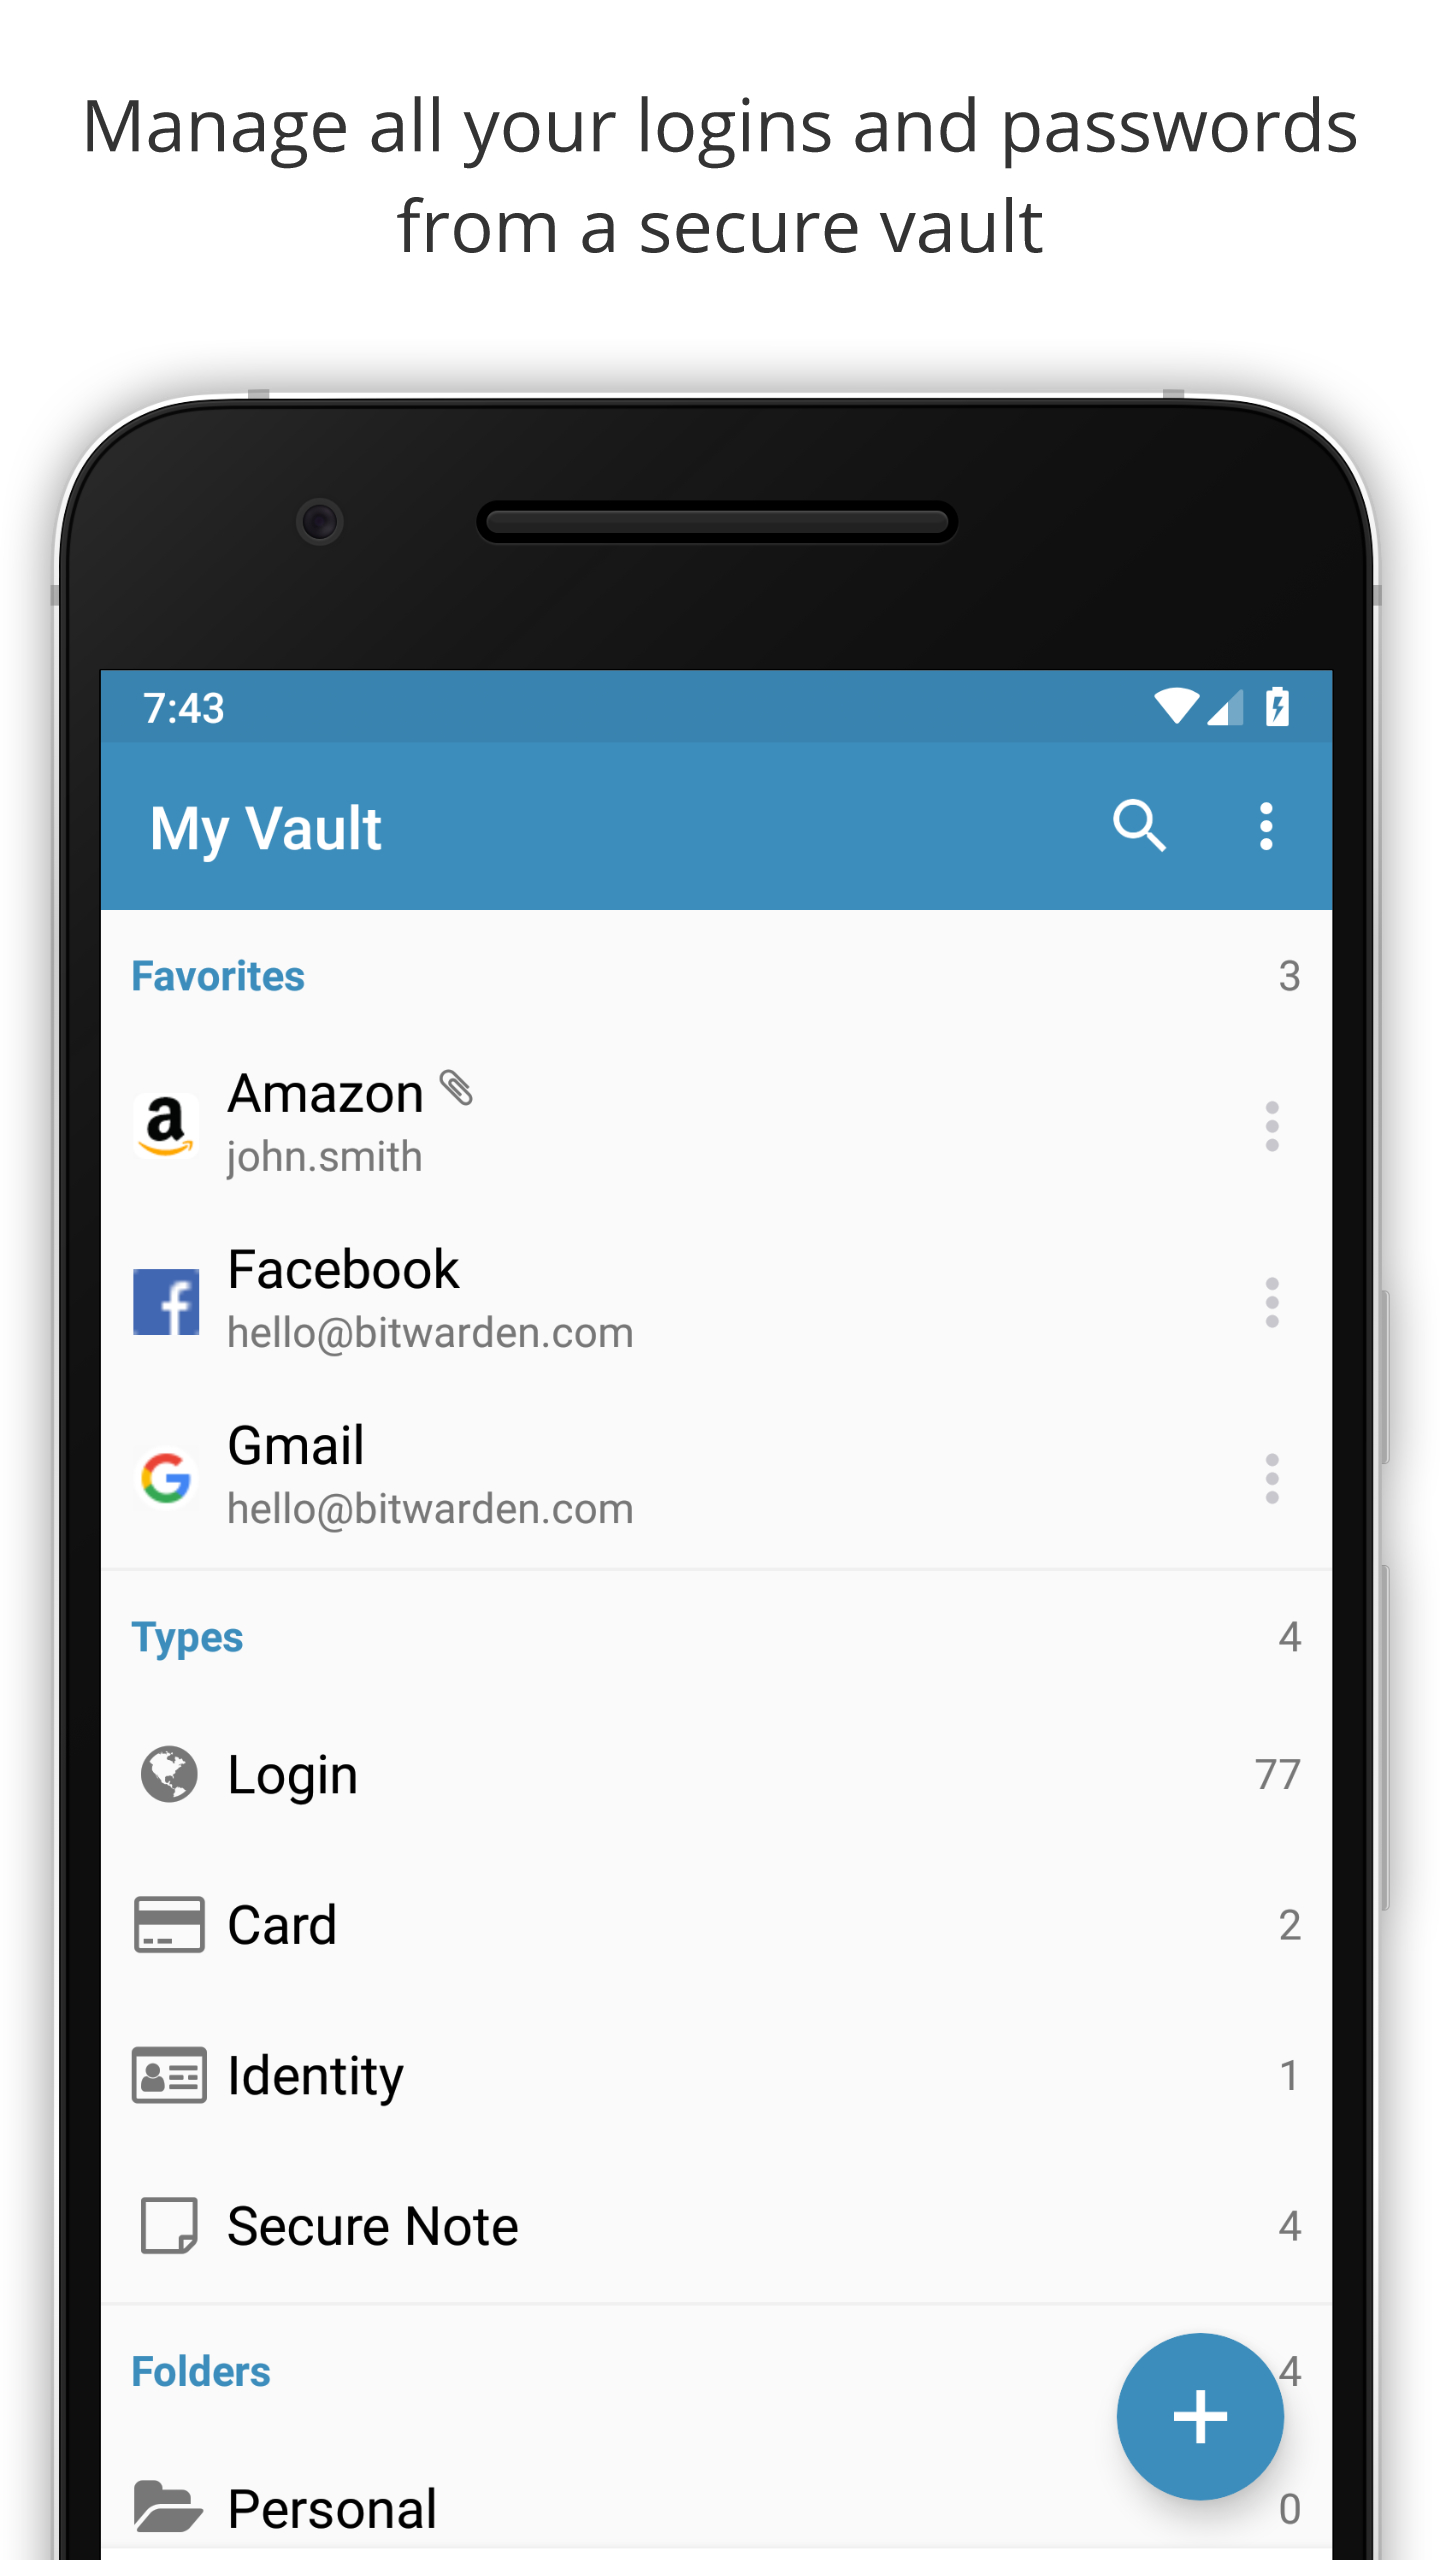 Manage all your logins and passwords
from a secure vault
7:43
My Vault
Favorites 3
Amazon
john.smith
Facebook
hello@bitwarden.com
Gmail
hello@bitwarden.com
Types 4
Login 77
Card 2
Identity 1
Secure Note 4
Folders 4
Personal 0